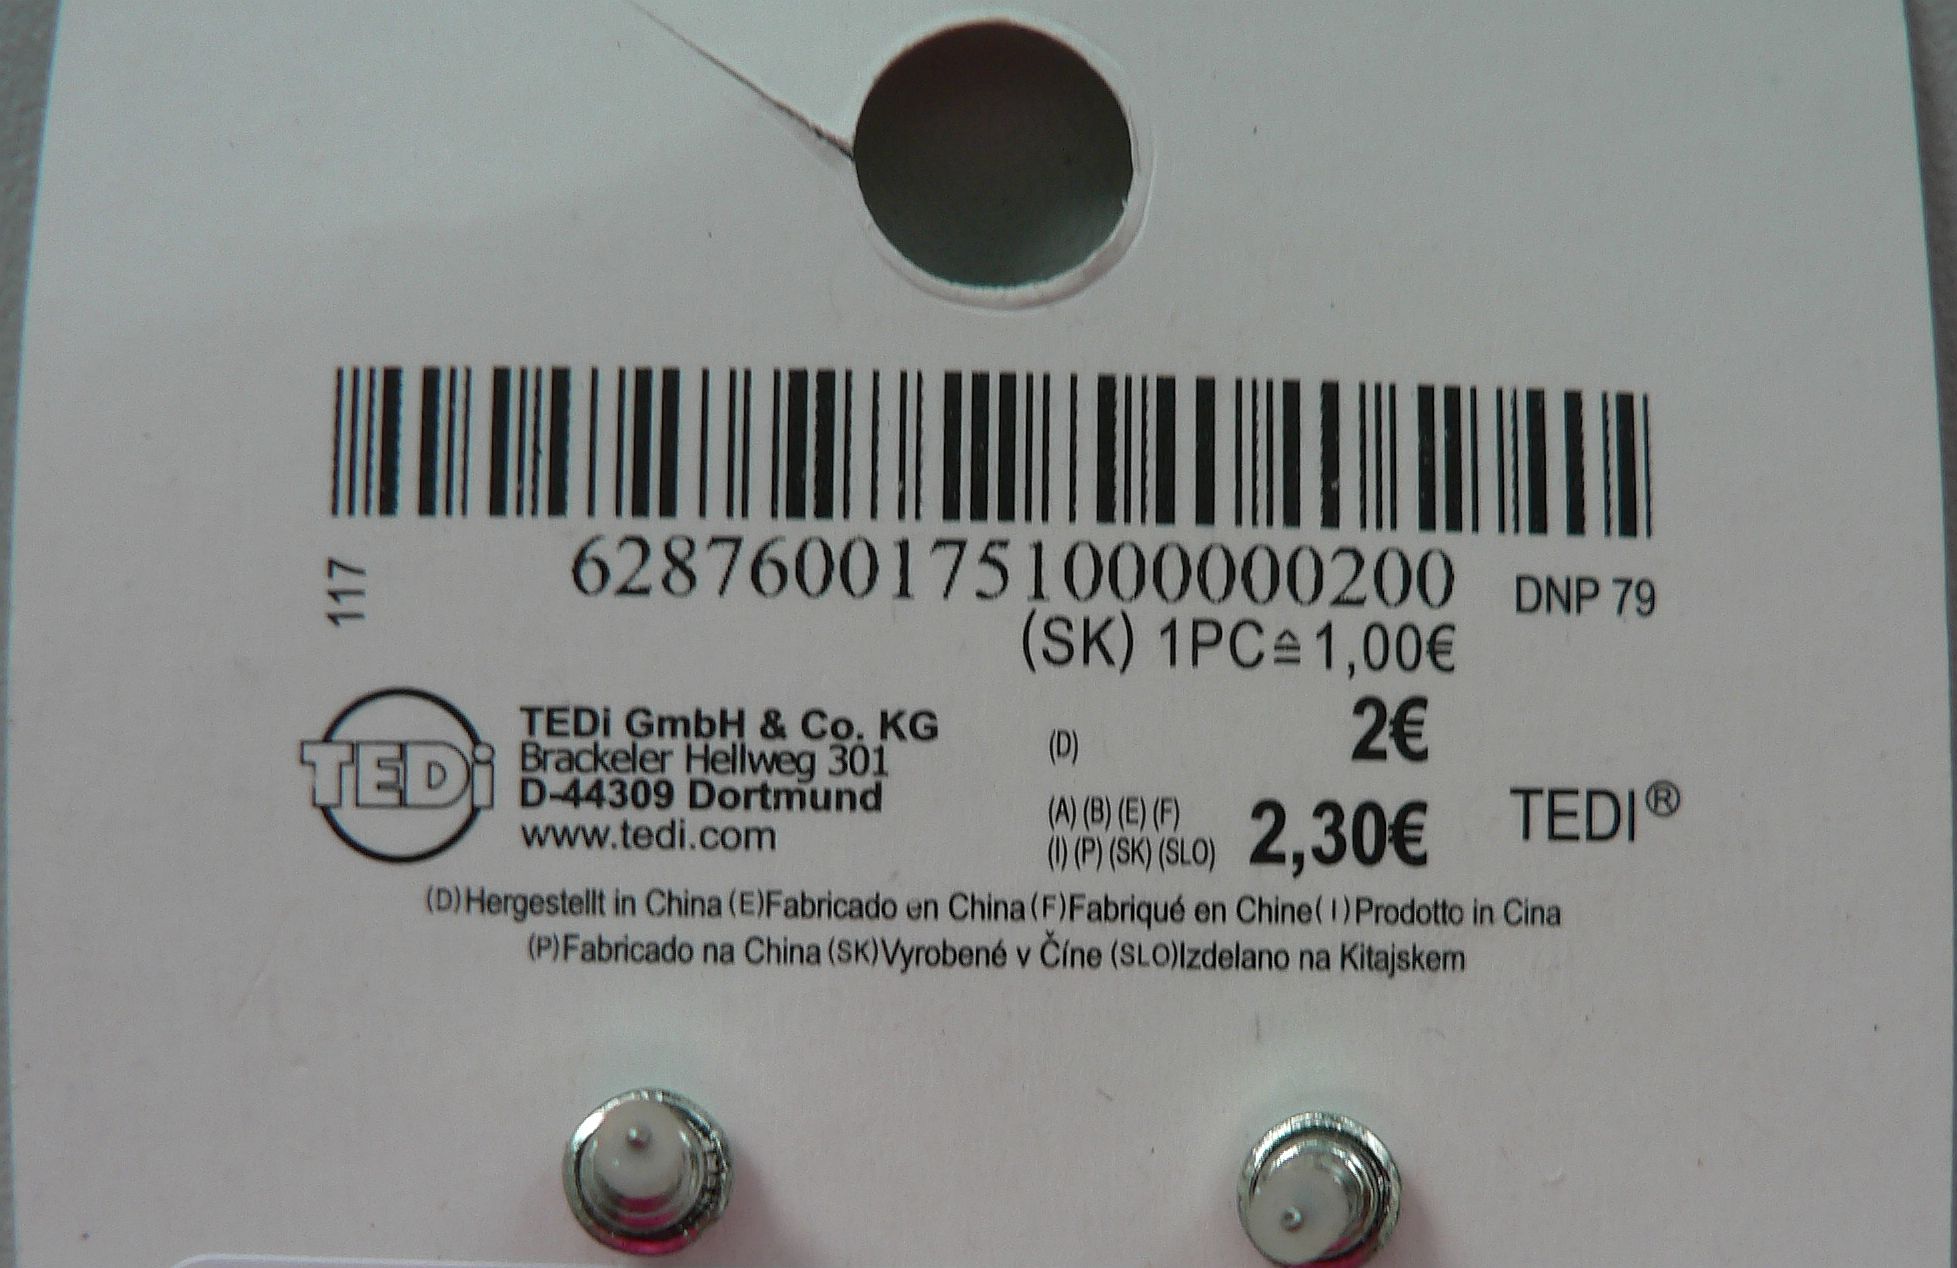 62876001751000000200
DNP 79
117
(SK) 1PC≙1,00€
TEDi
TEDi GmbH & Co. KG
Brackeler Hellweg 301
D-44309 Dortmund
www.tedi.com
(D) 2€
(A) (B) (E) (F)
(I) (P) (SK) (SLO) 2,30€
TEDI®
(D)Hergestellt in China (E)Fabricado en China (F)Fabriqué en Chine (I)Prodotto in Cina
(P)Fabricado na China (SK)Vyrobené v Číne (SLO)Izdelano na Kitajskem